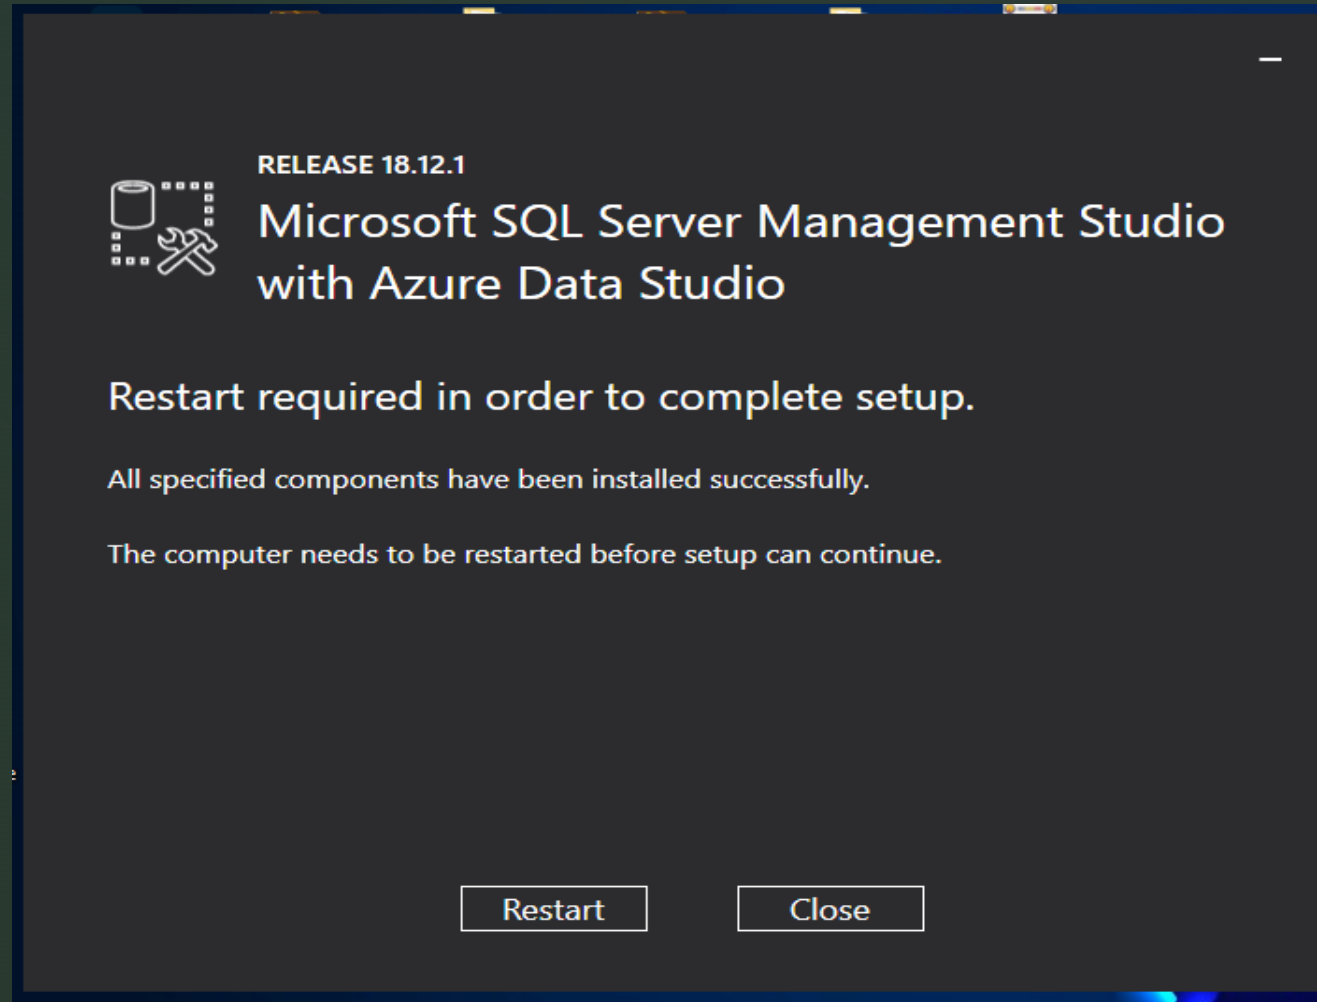 RELEASE 18.12.1
Microsoft SQL Server Management Studio
with Azure Data Studio
Restart required in order to complete setup.
All specified components have been installed successfully.
The computer needs to be restarted before setup can continue.
Restart
Close